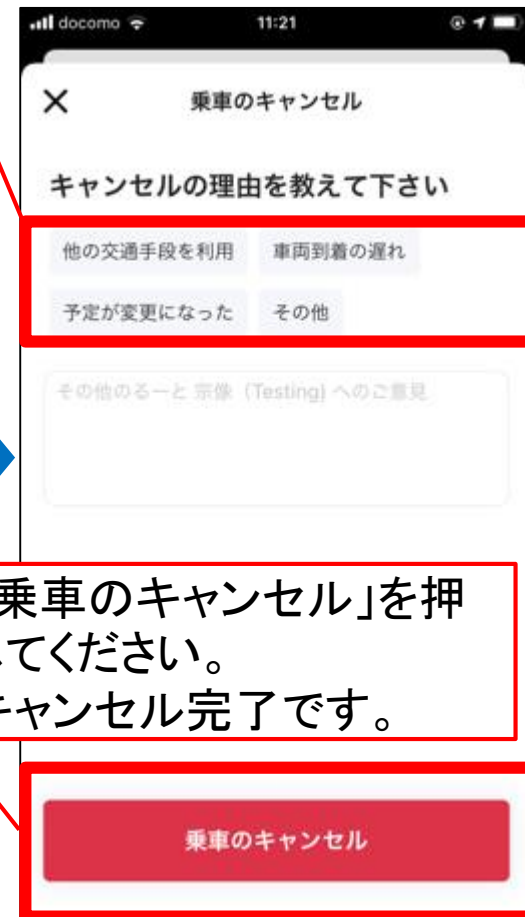 docomo 11:21
乗車のキャンセル
キャンセルの理由を教えて下さい
他の交通手段を利用 車両到着の遅れ
予定が変更になった その他
その他のるーと 宗像 (Testing) へのご意見
乗車のキャンセル」を押
してください。
キャンセル完了です。
乗車のキャンセル